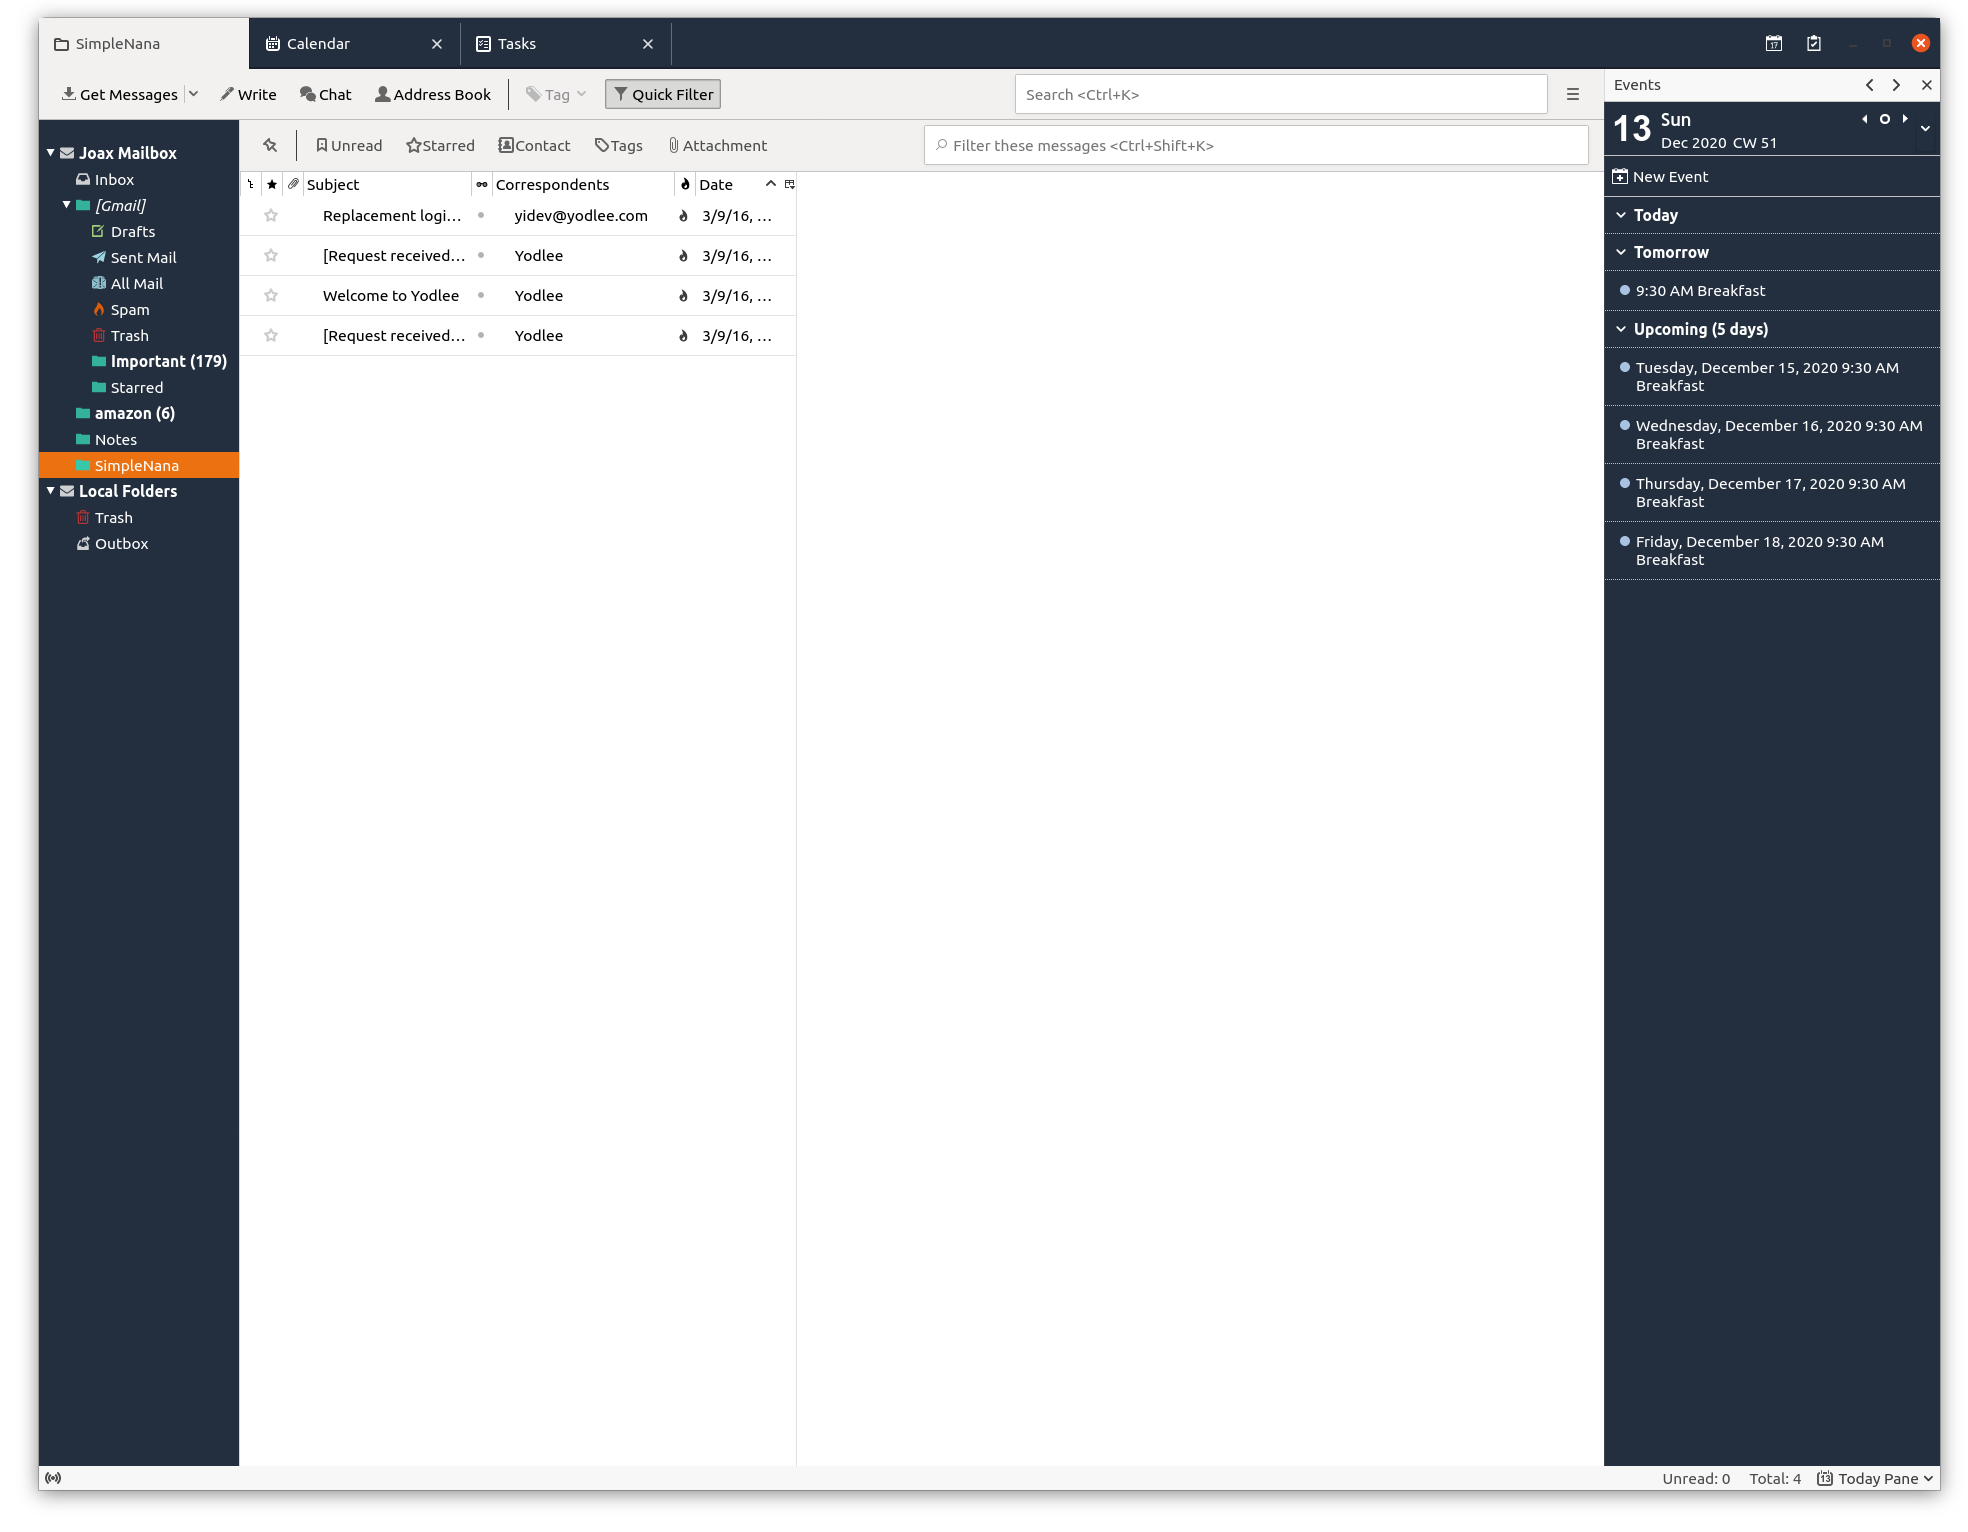 SimpleNana
Calendar
Tasks
17
Get Messages
Write
Chat
Address Book
Tag
Quick Filter
Search <Ctrl+K>
Events
Unread
Starred
Contact
Tags
Attachment
Filter these messages <Ctrl+Shift+K>
13
Sun
Dec 2020 CW 51
New Event
Today
Tomorrow
9:30 AM Breakfast
Upcoming (5 days)
Tuesday, December 15, 2020 9:30 AM
Breakfast
Wednesday, December 16, 2020 9:30 AM
Breakfast
Thursday, December 17, 2020 9:30 AM
Breakfast
Friday, December 18, 2020 9:30 AM
Breakfast
Joax Mailbox
Inbox
[Gmail]
Drafts
Sent Mail
All Mail
Spam
Trash
Important (179)
Starred
amazon (6)
Notes
SimpleNana
Local Folders
Trash
Outbox
Subject
Correspondents
Date
Replacement logi... yidev@yodlee.com 3/9/16, ...
[Request received... Yodlee 3/9/16, ...
Welcome to Yodlee Yodlee 3/9/16, ...
[Request received... Yodlee 3/9/16, ...
Unread: 0
Total: 4
13
Today Pane